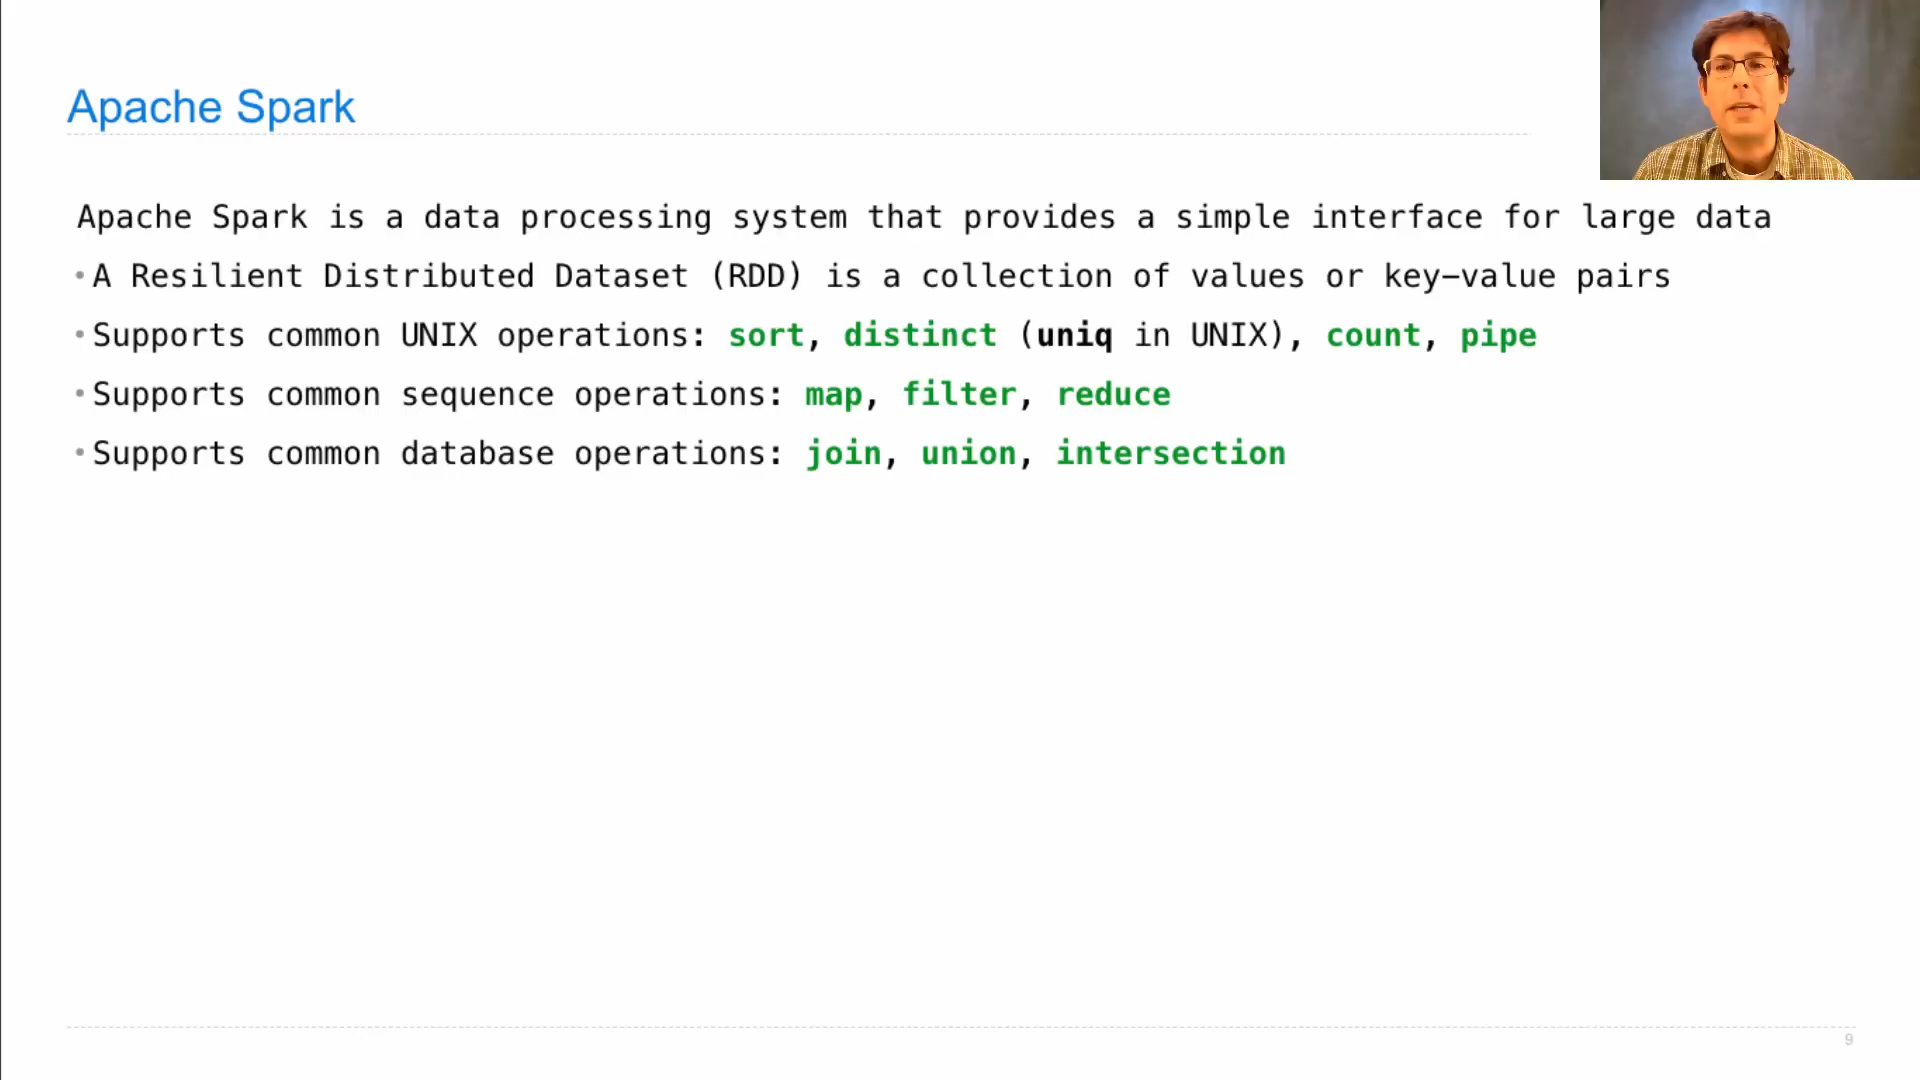 Apache Spark
Apache Spark is a data processing system that provides a simple interface for large data
•A Resilient Distributed Dataset (RDD) is a collection of values or key-value pairs
•Supports common UNIX operations: sort, distinct (uniq in UNIX), count, pipe
•Supports common sequence operations: map, filter, reduce
•Supports common database operations: join, union, intersection
9